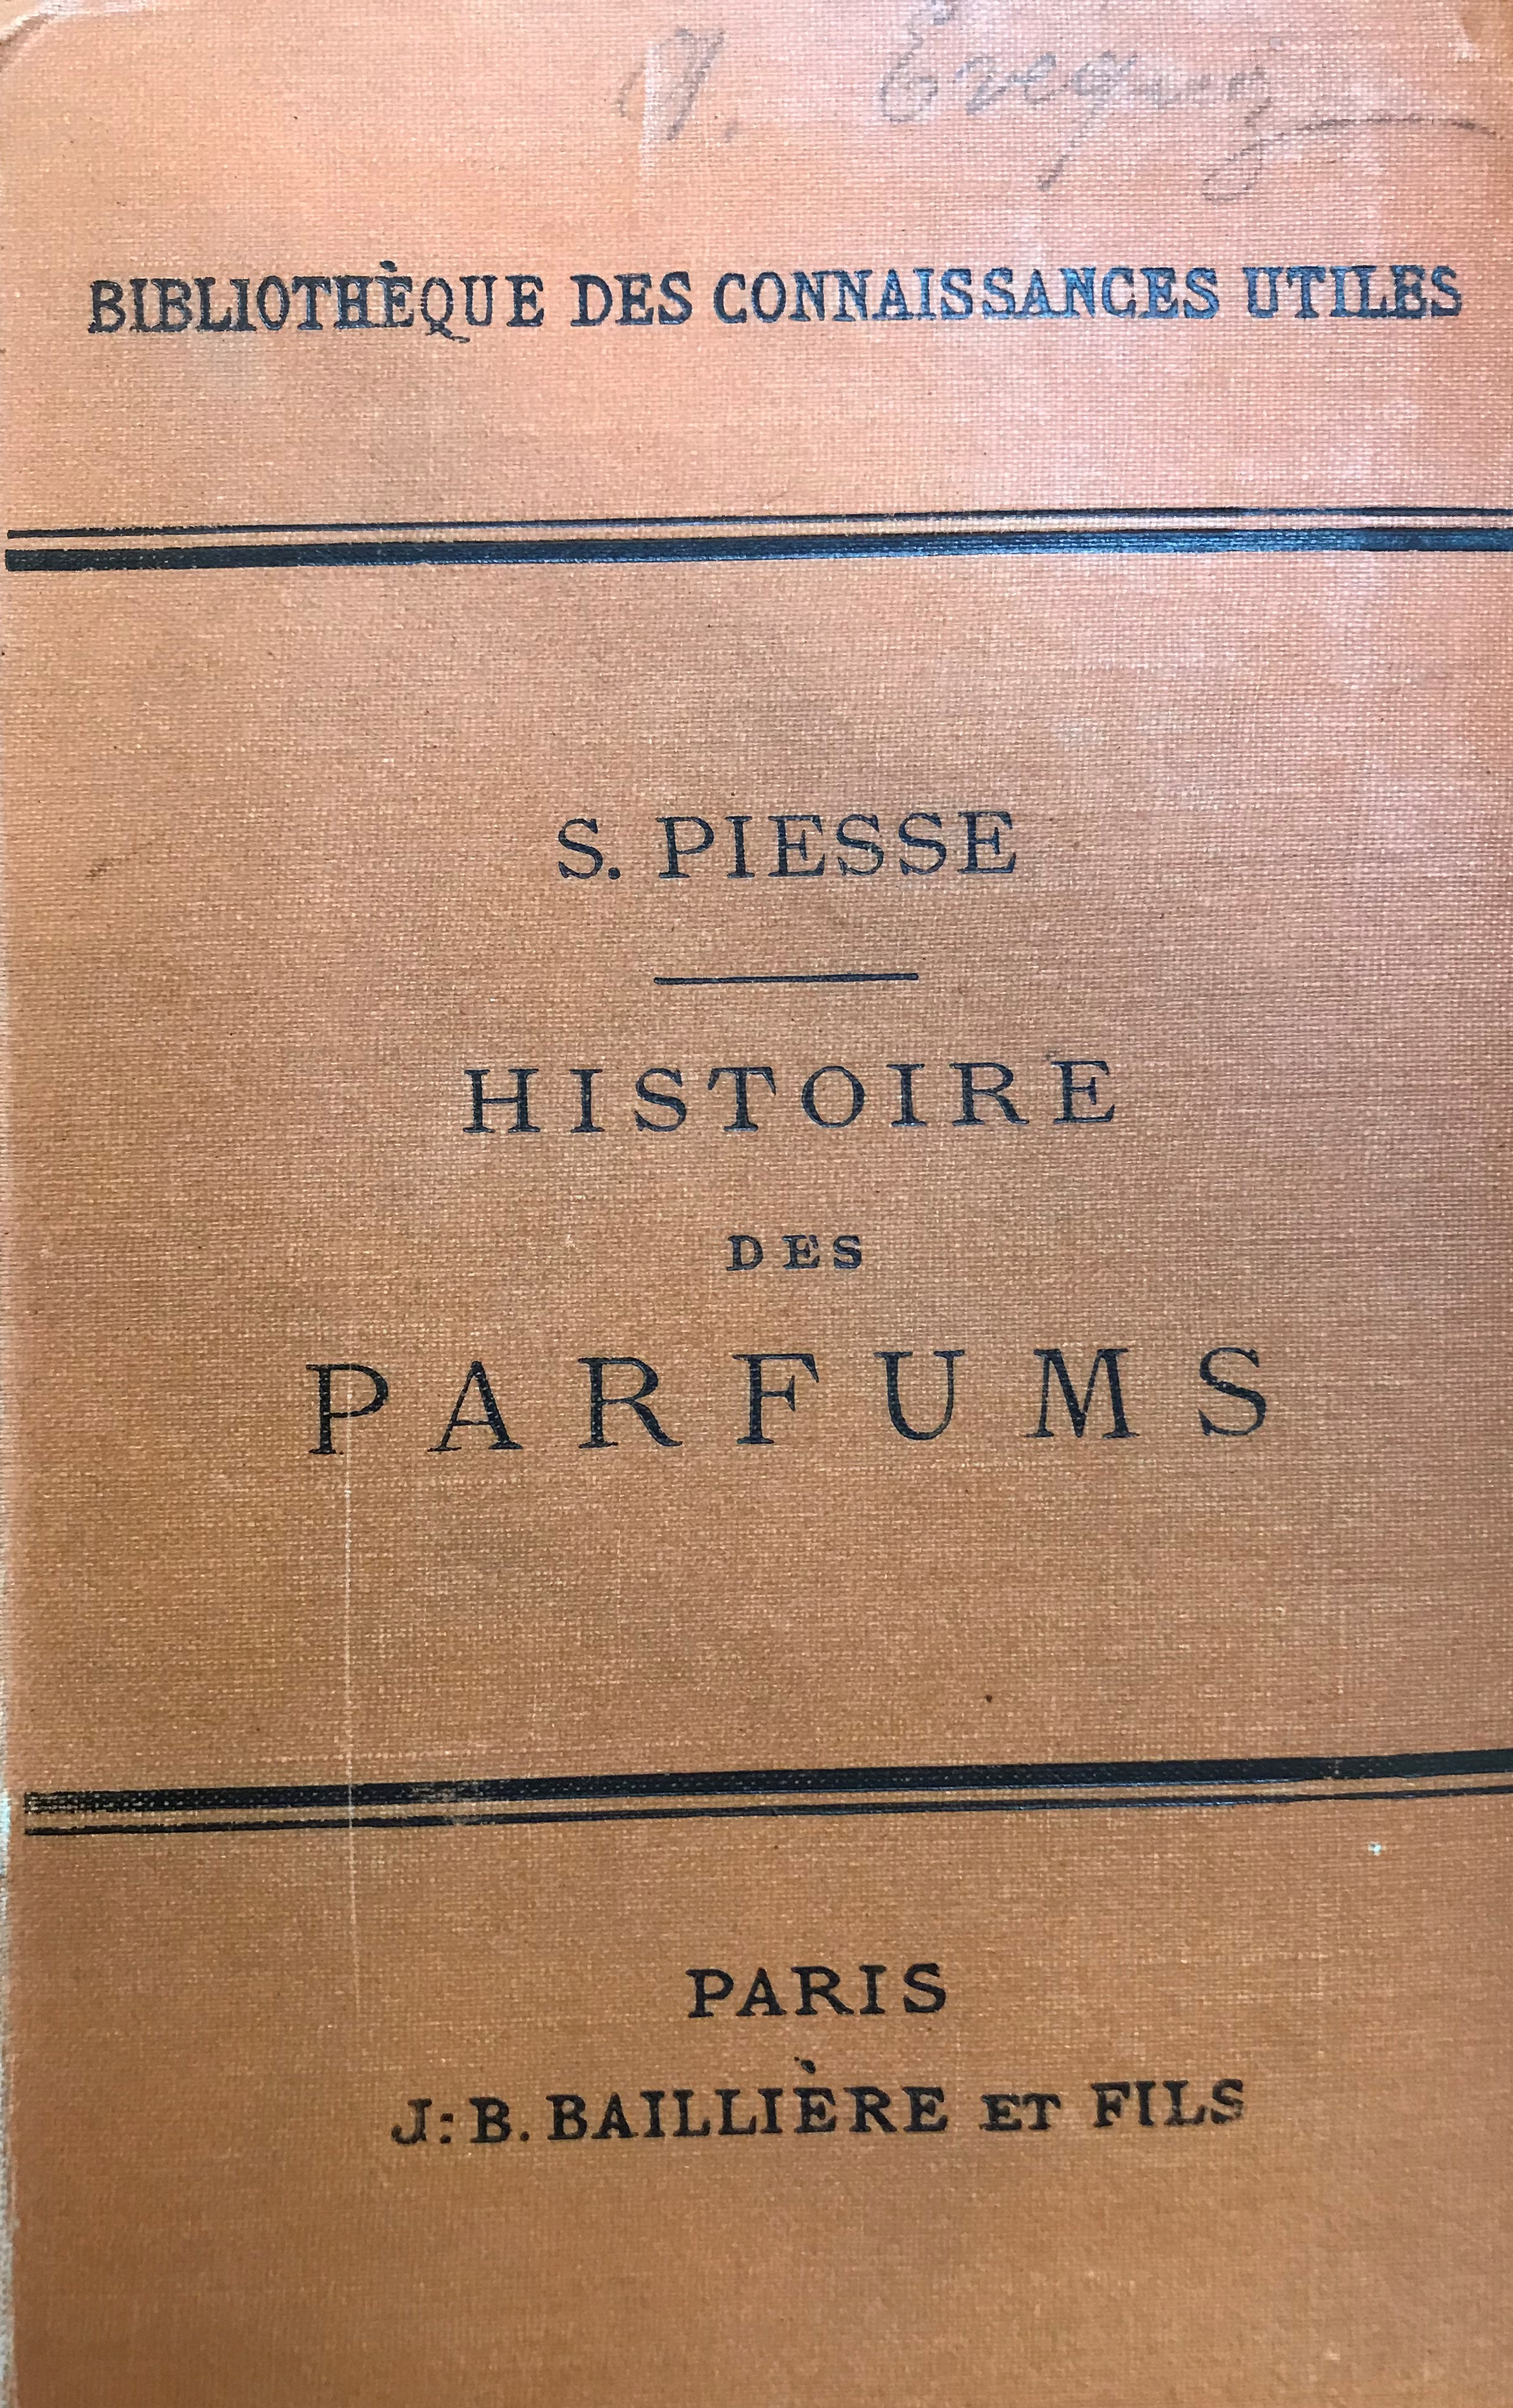 BIBLIOTHÈQUE DES CONNAISSANCES UTILES
S. PIESSE
HISTOIRE
DES
PARFUMS
PARIS
J:B. BAILLIÈRE ET FILS